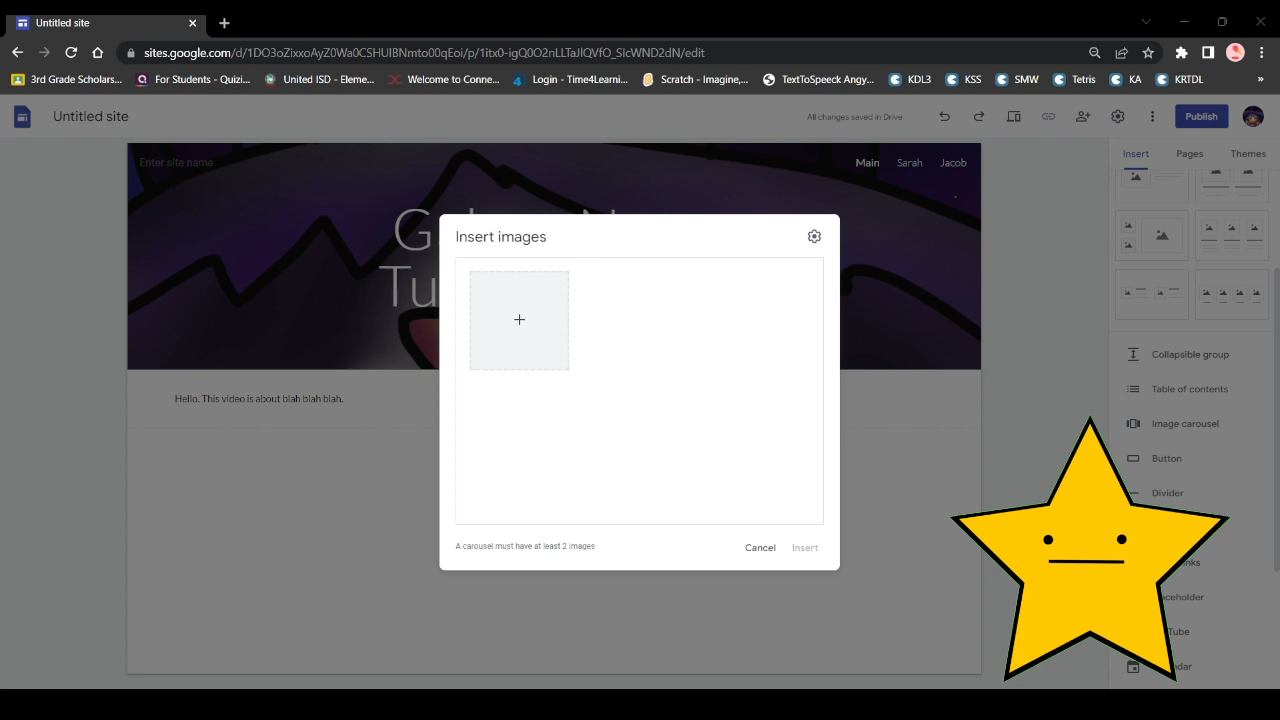 Untitled site
sites.google.com/d/1DO3oZixxoAyZ0Wa0CSHUIBNmto00qEoi/p/1itx0-igQ0O2nLLTaJlQVfO_SlcWND2dN/edit
3rd Grade Scholars...
For Students - Quizi...
United ISD - Eleme...
Welcome to Conne...
Login - Time4Learni...
Scratch - Imagine,...
TextToSpeeck Angy...
KDL3
KSS
SMW
Tetris
KA
KRTDL
»
Untitled site
All changes saved in Drive
Publish
Insert
Pages
Themes
Enter site name
Main
Sarah
Jacob
Tu
Insert images
A carousel must have at least 2 images
Cancel
Insert
Hello. This video is about blah blah blah.
Collapsible group
Table of contents
Image carousel
Button
Divider